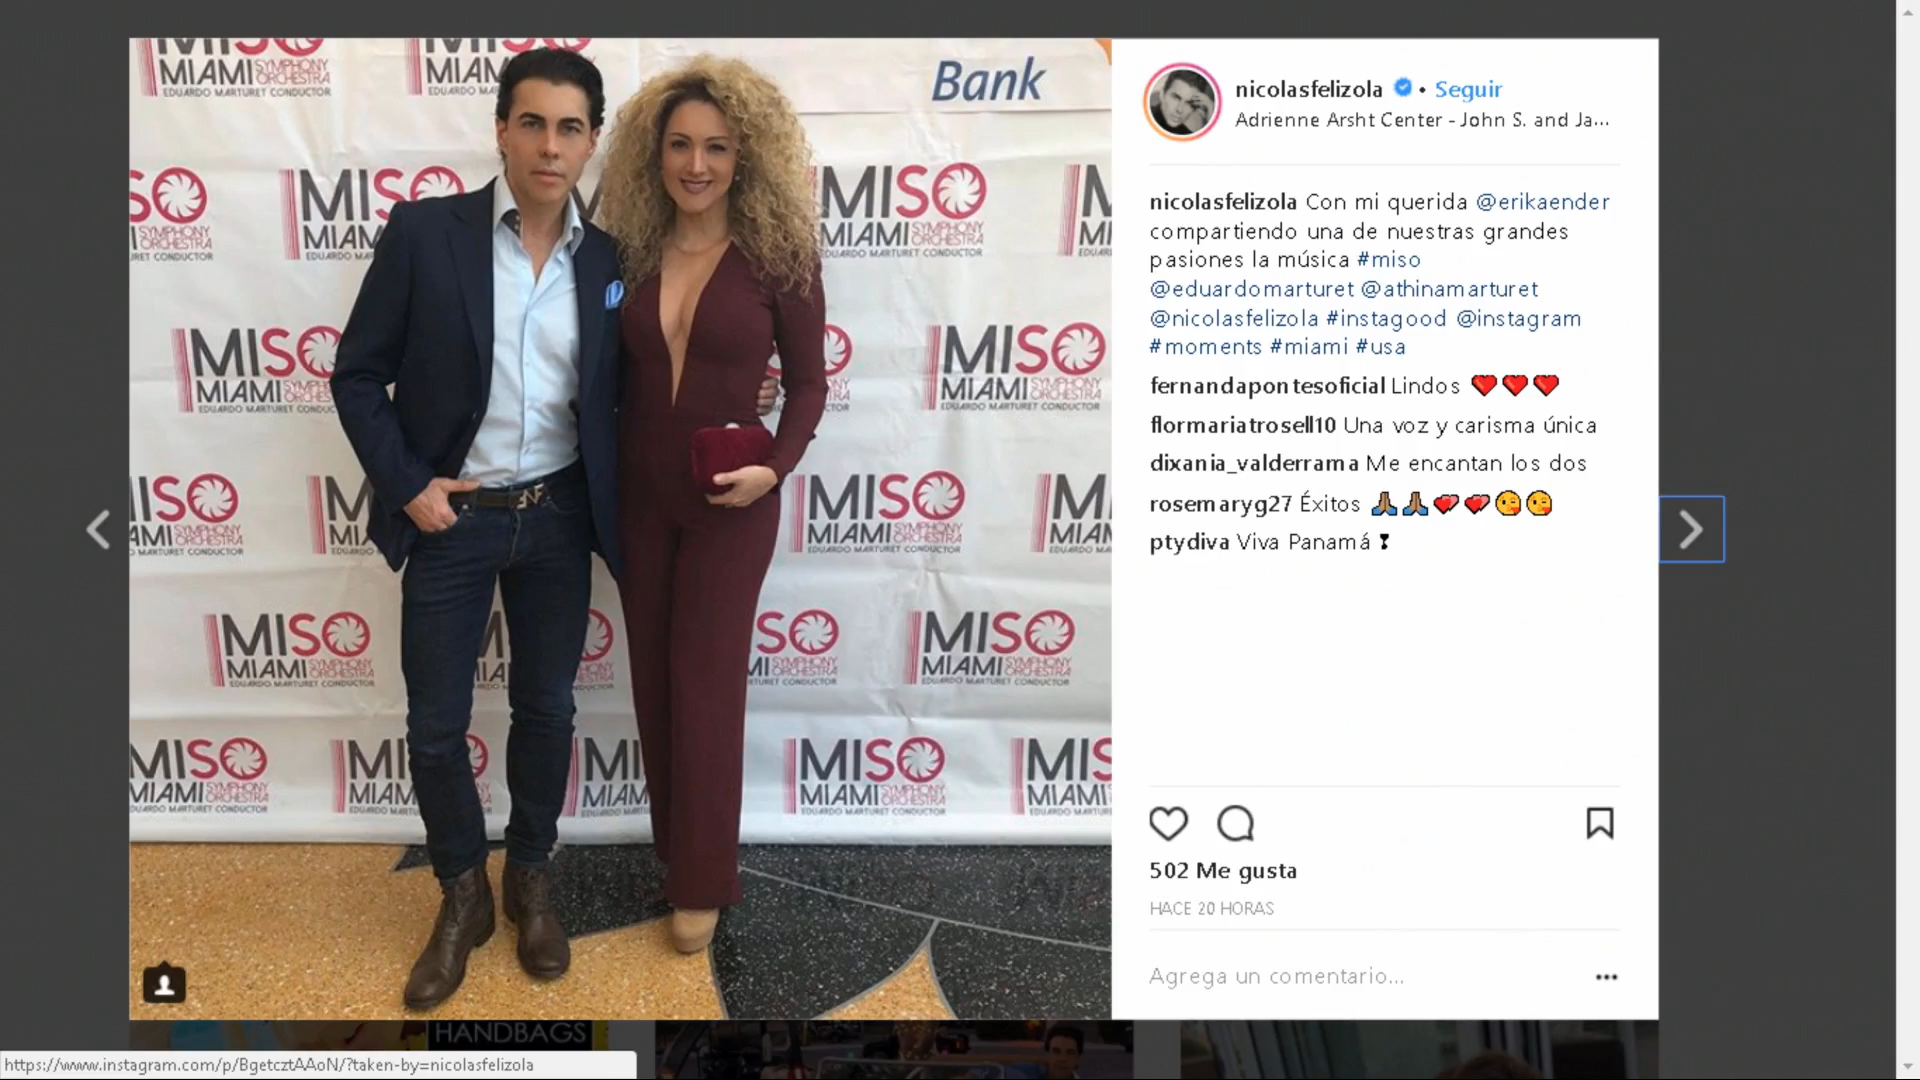 MISO
MIAMI SYMPHONY ORCHESTRA
EDUARDO MARTURET CONDUCTOR
Bank
nicolasfelizola • Seguir
Adrienne Arsht Center - John S. and Ja...
nicolasfelizola Con mi querida @erikaender
compartiendo una de nuestras grandes
pasiones la música #miso
@eduardomarturet @athinamarturet
@nicolasfelizola #instagood @instagram
#moments #miami #usa
fernandapontesoficial Lindos ❤❤❤
flormariatrosell10 Una voz y carisma única
dixania_valderrama Me encantan los dos
rosemaryg27 Éxitos 🙏🏽🙏🏽💕💕😘😘
ptydiva Viva Panamá ❣
502 Me gusta
HACE 20 HORAS
Agrega un comentario...
HANDBAGS
https://www.instagram.com/p/BgetcztAAoN/?taken-by=nicolasfelizola